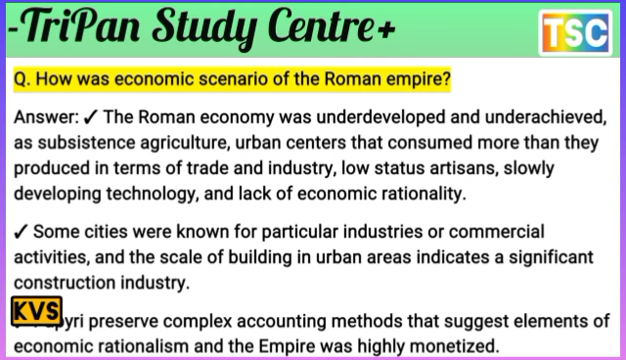 -TriPan Study Centre+
TSC
Q. How was economic scenario of the Roman empire?
Answer: ✓ The Roman economy was underdeveloped and underachieved,
as subsistence agriculture, urban centers that consumed more than they
produced in terms of trade and industry, low status artisans, slowly
developing technology, and lack of economic rationality.
✓ Some cities were known for particular industries or commercial
activities, and the scale of building in urban areas indicates a significant
construction industry.
KVS
preserve complex accounting methods that suggest elements of
economic rationalism and the Empire was highly monetized.